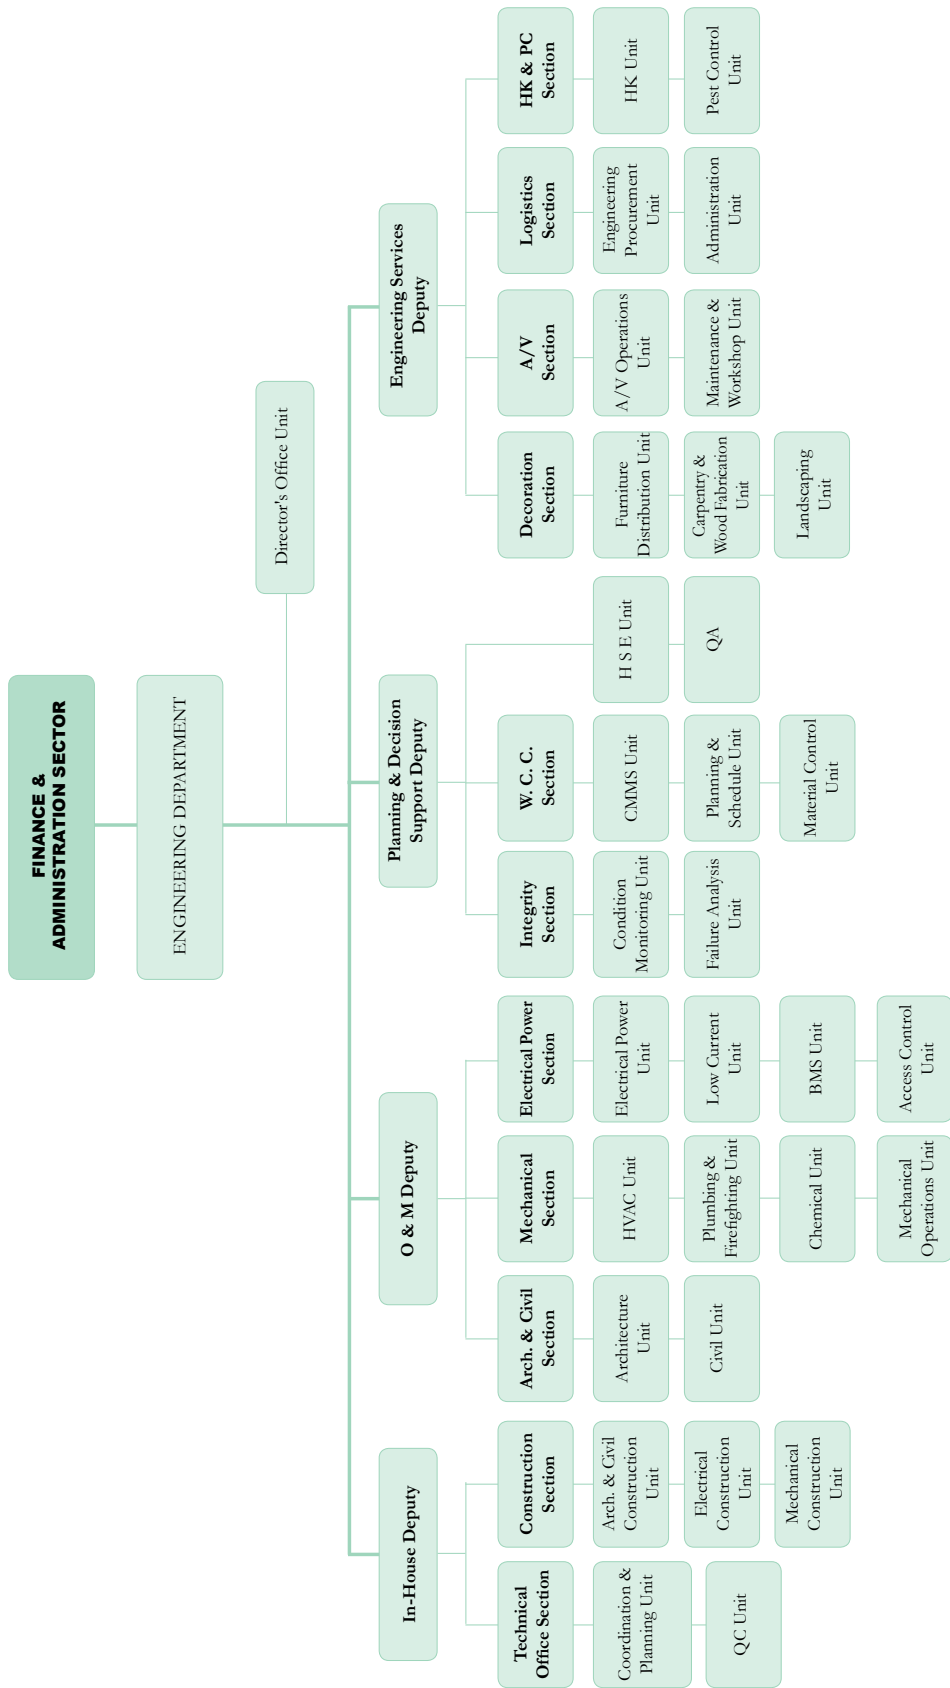 FINANCE &
ADMINISTRATION SECTOR
ENGINEERING DEPARTMENT
Director's Office Unit
In-House Deputy
O & M Deputy
Planning & Decision
Support Deputy
Engineering Services
Deputy
Technical
Office Section
Construction
Section
Arch. & Civil
Section
Mechanical
Section
Electrical Power
Section
Integrity
Section
W. C. C.
Section
Decoration
Section
A/V
Section
Logistics
Section
HK & PC
Section
Coordination &
Planning Unit
Arch. & Civil
Construction
Unit
Architecture
Unit
HVAC Unit
Electrical Power
Unit
Condition
Monitoring Unit
CMMS Unit
H S E Unit
Furniture
Distribution Unit
A/V Operations
Unit
Engineering
Procurement
Unit
HK Unit
QC Unit
Electrical
Construction
Unit
Civil Unit
Plumbing &
Firefighting Unit
Low Current
Unit
Failure Analysis
Unit
Planning &
Schedule Unit
QA
Carpentry &
Wood Fabrication
Unit
Maintenance &
Workshop Unit
Administration
Unit
Pest Control
Unit
Mechanical
Construction
Unit
Chemical Unit
BMS Unit
Material Control
Unit
Landscaping
Unit
Mechanical
Operations Unit
Access Control
Unit